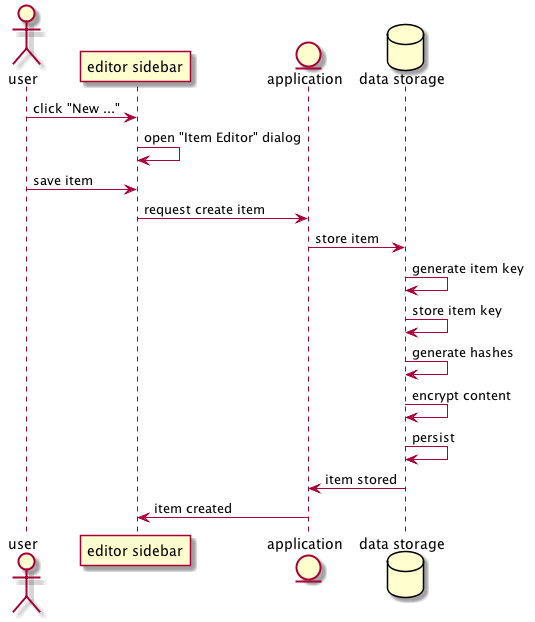 user
editor sidebar
application
data storage
click "New ..."
open "Item Editor" dialog
save item
request create item
store item
generate item key
store item key
generate hashes
encrypt content
persist
item stored
item created
user
editor sidebar
application
data storage